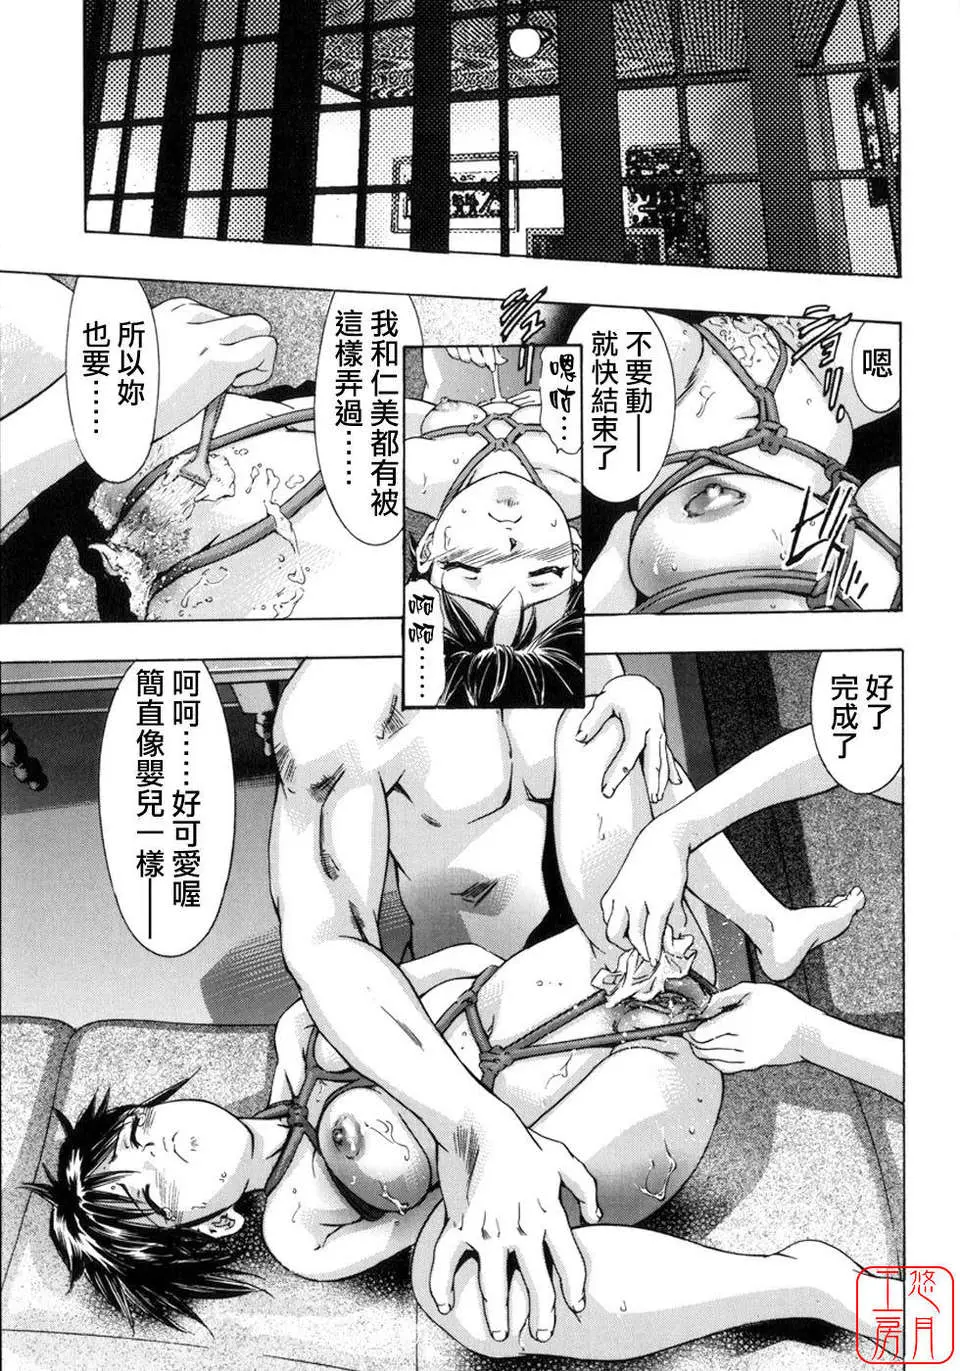 嗯
不要動——
就快結束了
嗯咕…
啊啊……
我和仁美都有被
這樣弄過……
所以妳
也要……
好了
完成了
呵呵……好可愛喔
簡直像嬰兒一樣——
悠月
工房